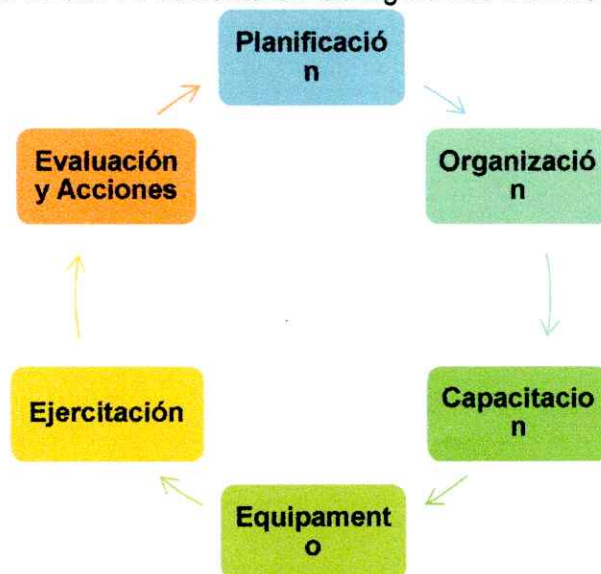 Planificació
n
Organizació
n
Capacitacio
n
Equipament
o
Ejercitación
Evaluación
y Acciones